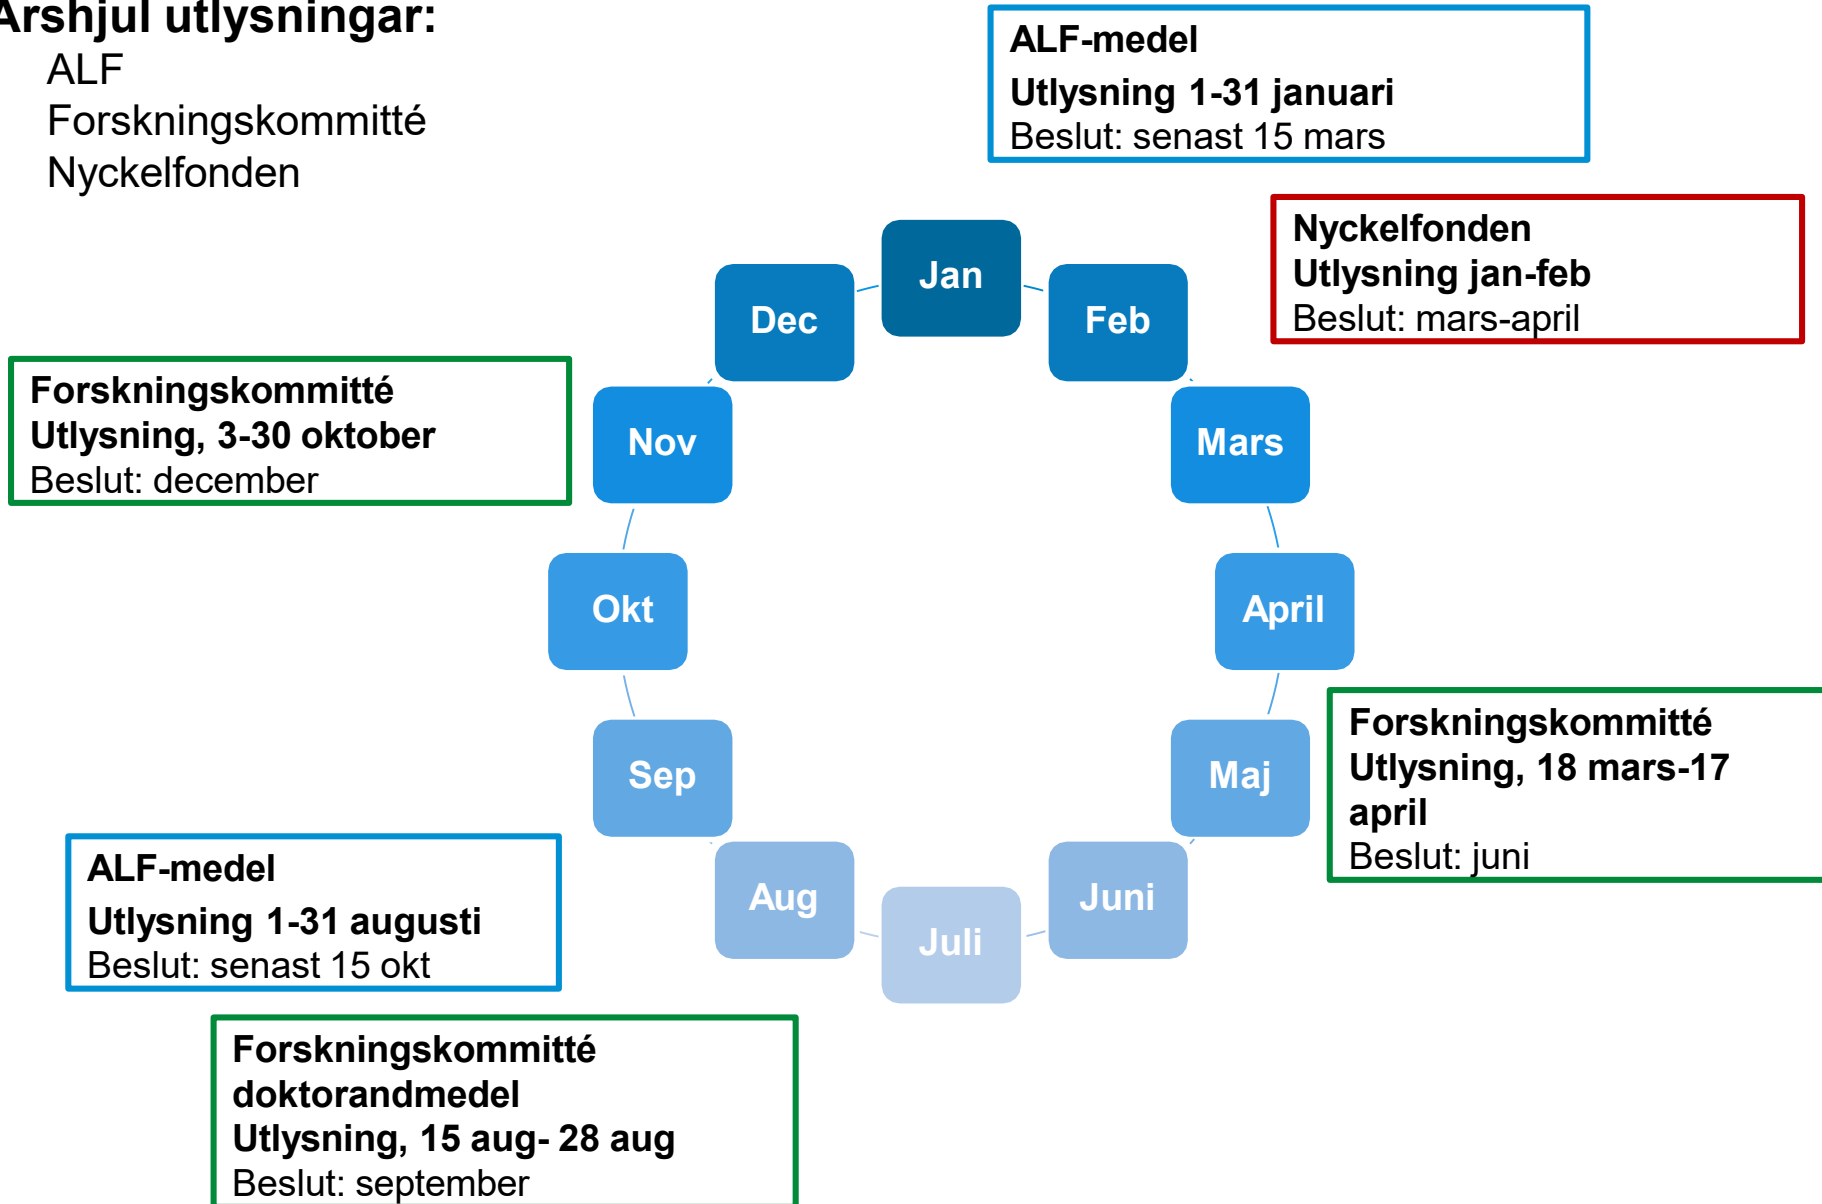 Årshjul utlysningar:
ALF
Forskningskommitté
Nyckelfonden
ALF-medel
Utlysning 1-31 januari
Beslut: senast 15 mars
Nyckelfonden
Utlysning jan-feb
Beslut: mars-april
Jan
Feb
Mars
April
Maj
Juni
Juli
Aug
Sep
Okt
Nov
Dec
Forskningskommitté
Utlysning, 18 mars-17
april
Beslut: juni
Forskningskommitté
doktorandmedel
Utlysning, 15 aug- 28 aug
Beslut: september
ALF-medel
Utlysning 1-31 augusti
Beslut: senast 15 okt
Forskningskommitté
Utlysning, 3-30 oktober
Beslut: december